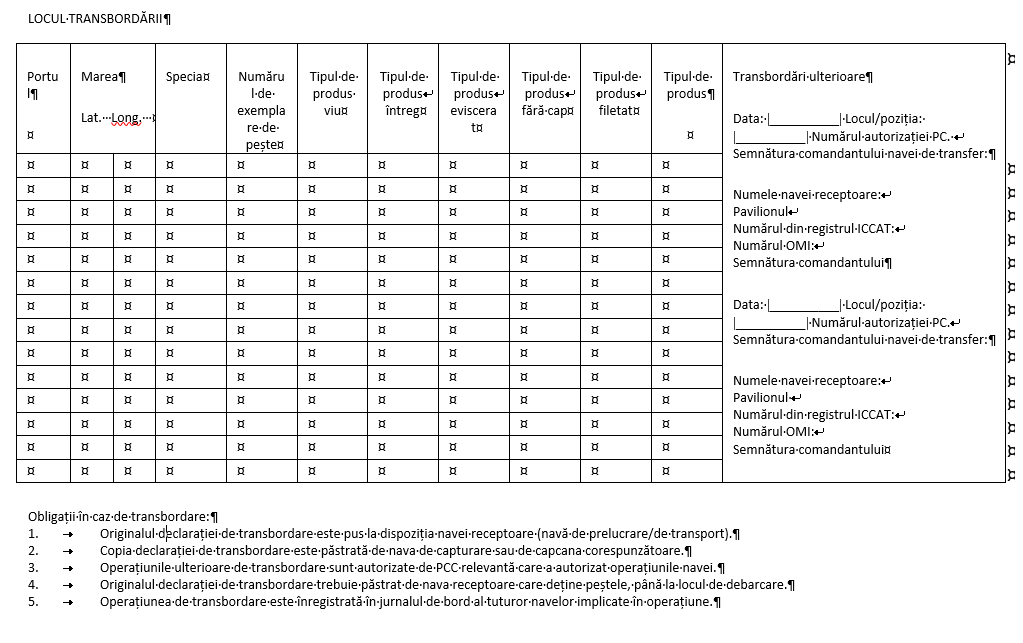 LOCUL TRANSBORDĂRII
Portu
l
Marea
Lat. Long.
Specia
Număru
l de
exempla
re de
pește
Tipul de
produs
viu
Tipul de
produs
întreg
Tipul de
produs
eviscera
t
Tipul de
produs
fără cap
Tipul de
produs
filetat
Tipul de
produs
Transbordări ulterioare
Data: |__________| Locul/poziția:
|__________| Numărul autorizației PC.
Semnătura comandantului navei de transfer:
Numele navei receptoare:
Pavilionul
Numărul din registrul ICCAT:
Numărul OMI:
Semnătura comandantului
Data: |__________| Locul/poziția:
|__________| Numărul autorizației PC.
Semnătura comandantului navei de transfer:
Numele navei receptoare:
Pavilionul
Numărul din registrul ICCAT:
Numărul OMI:
Semnătura comandantului
Obligații în caz de transbordare:
1. Originalul declarației de transbordare este pus la dispoziția navei receptoare (navă de prelucrare/de transport).
2. Copia declarației de transbordare este păstrată de nava de capturare sau de capcana corespunzătoare.
3. Operațiunile ulterioare de transbordare sunt autorizate de PCC relevantă care a autorizat operațiunile navei.
4. Originalul declarației de transbordare trebuie păstrat de nava receptoare care deține peștele, până la locul de debarcare.
5. Operațiunea de transbordare este înregistrată în jurnalul de bord al tuturor navelor implicate în operațiune.